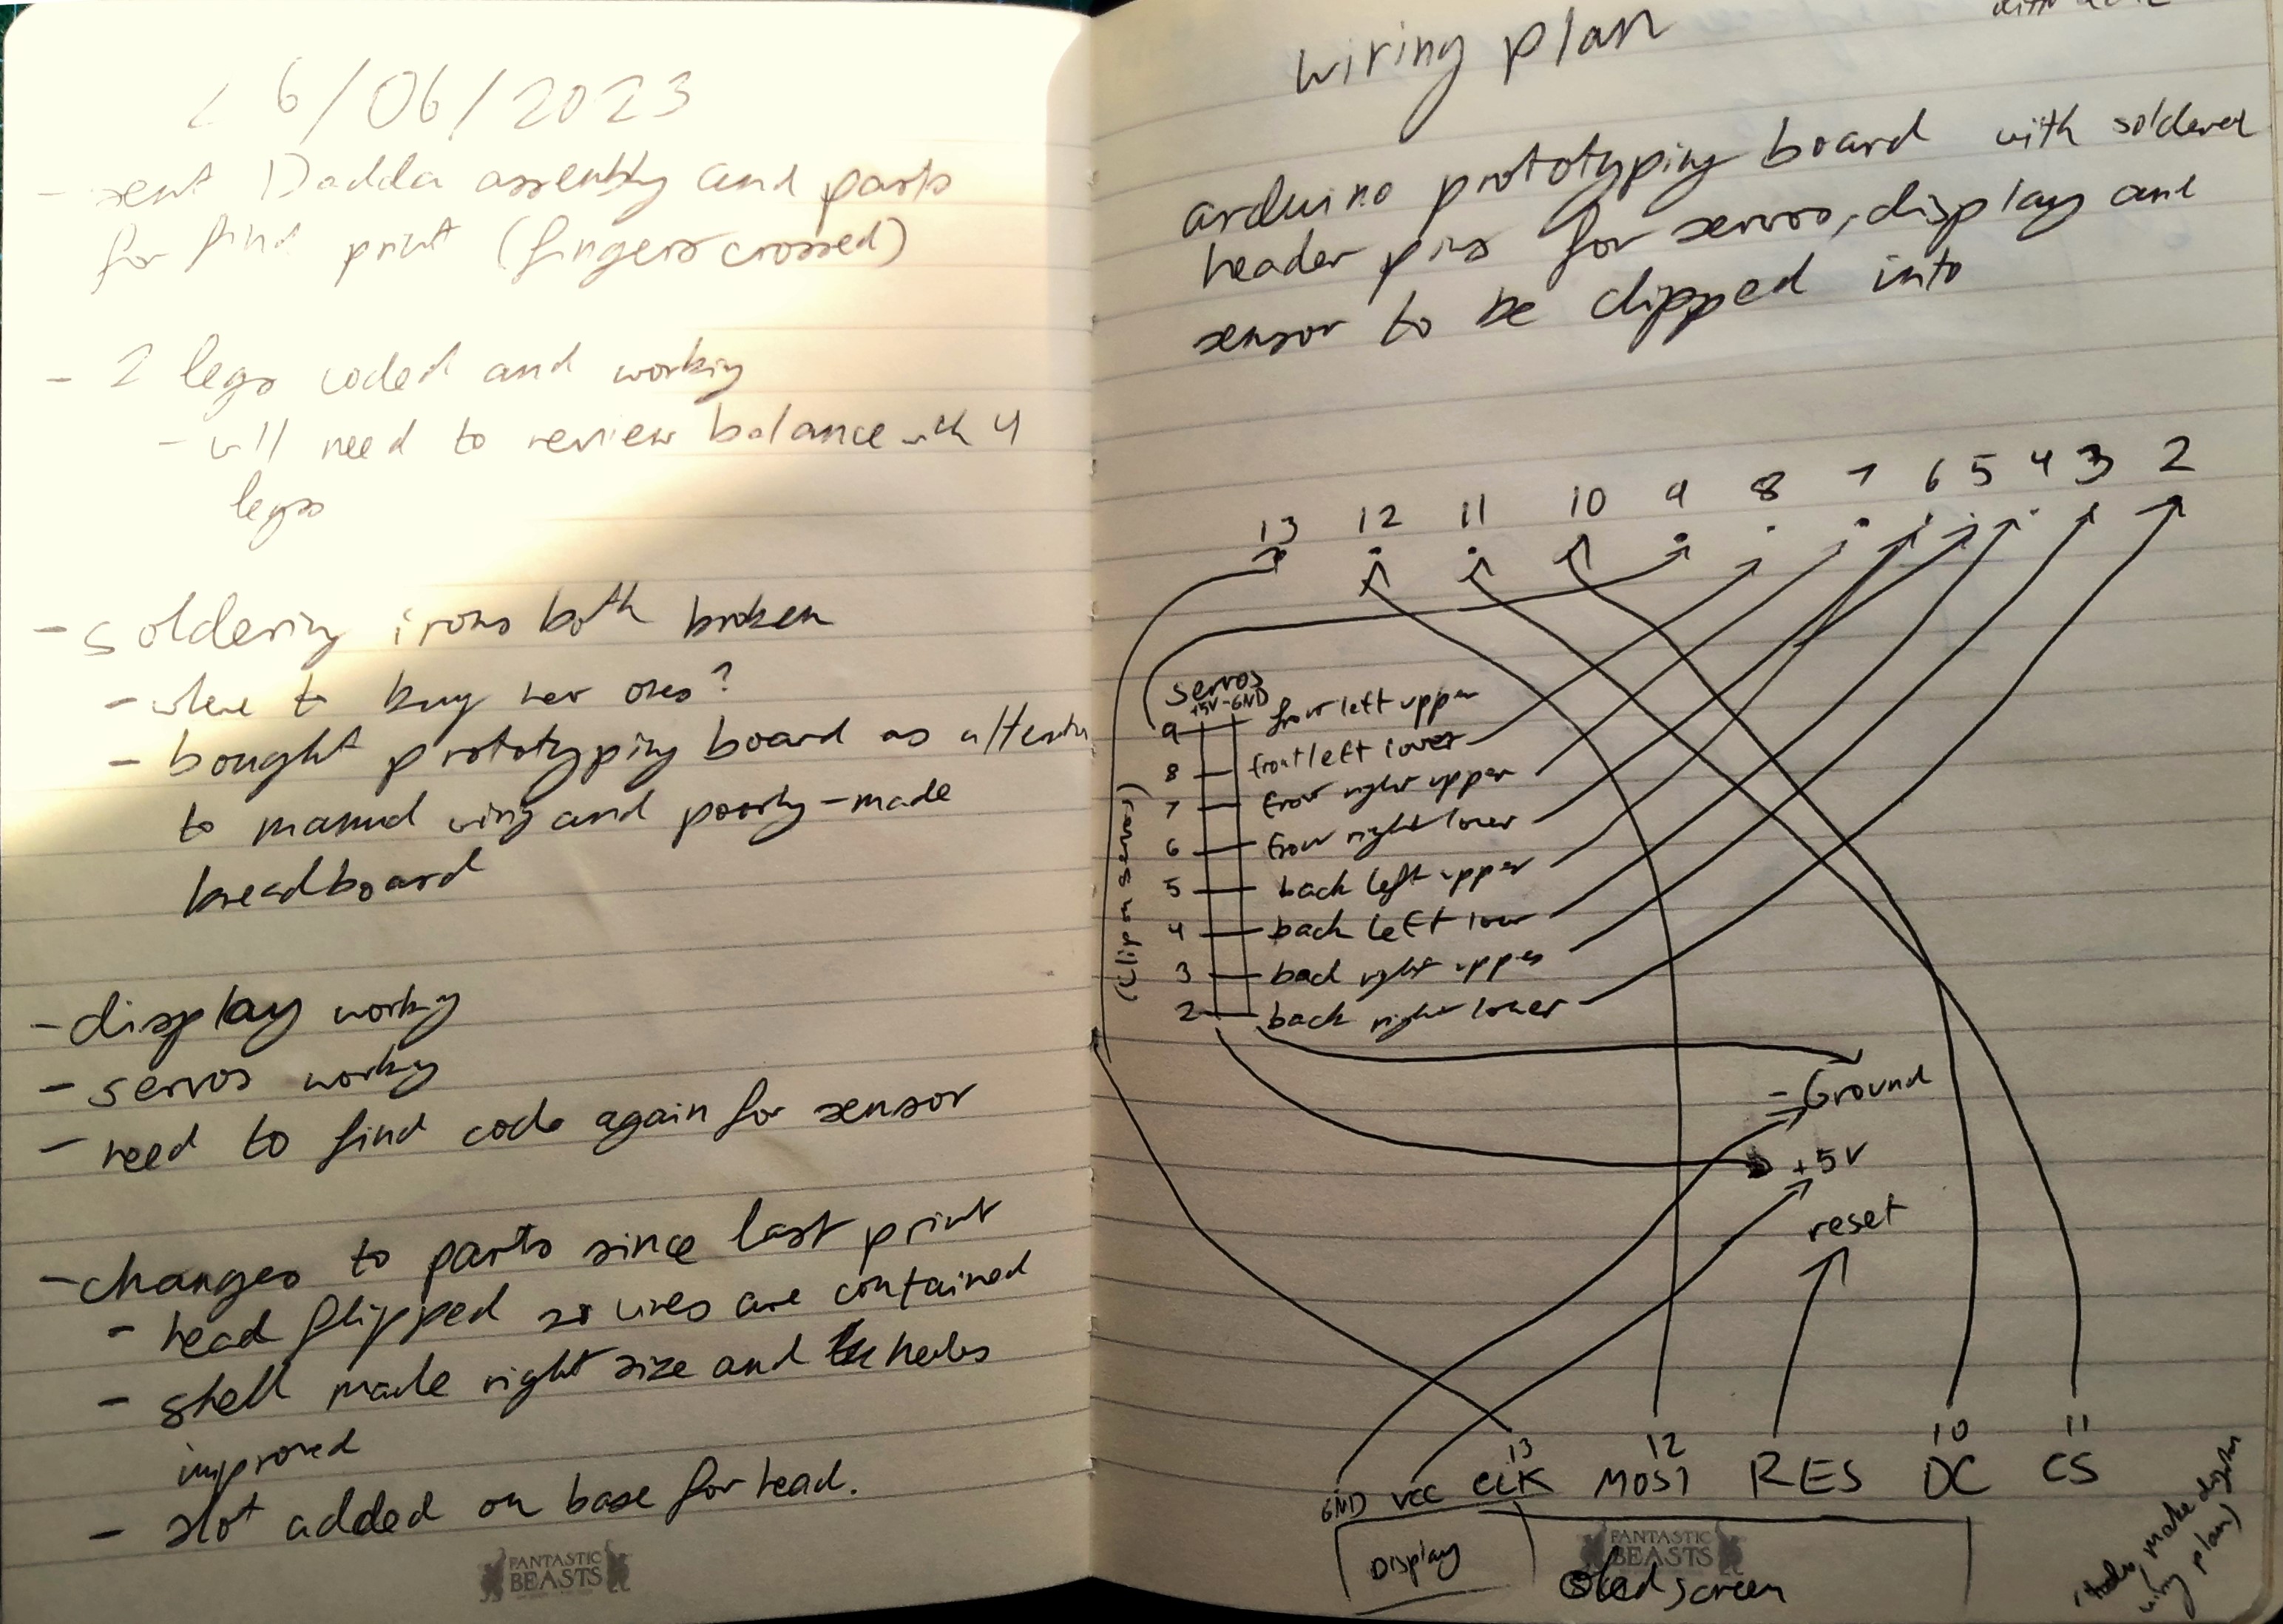 26/06/2023
- sent Dadda assembly and parts
for final print (fingers crossed)
- 2 legs coded and working
- will need to review balance with 4
legs
- soldering irons both broken
- where to buy new ones?
- bought prototyping board as
to manual wiring and poorly-made
breadboard
- display working
- servos working
- need to find code again for sensor
- changes to parts since last print
- head flipped so wires are contained
- shell made right size and holes
improved
- slot added on base for head.
FANTASTIC
BEASTS
wiring plan
arduino prototyping board with soldered
header pins for servos, display and
sensor to be clipped into
13 12 11 10 9 8 7 6 5 4 3 2
servos
+5V -GND
9 front left upper
8 front left lower
7 front right upper
6 front right lower
5 back left upper
4 back left lower
3 back right upper
2 back right lower
(Clip on servos)
- Ground
+5V
reset
13 12 10 11
GND VCC CLK MOSI RES DC CS
Display
FANTASTIC
BEASTS
oled screen
(todo, make
wiring plan)